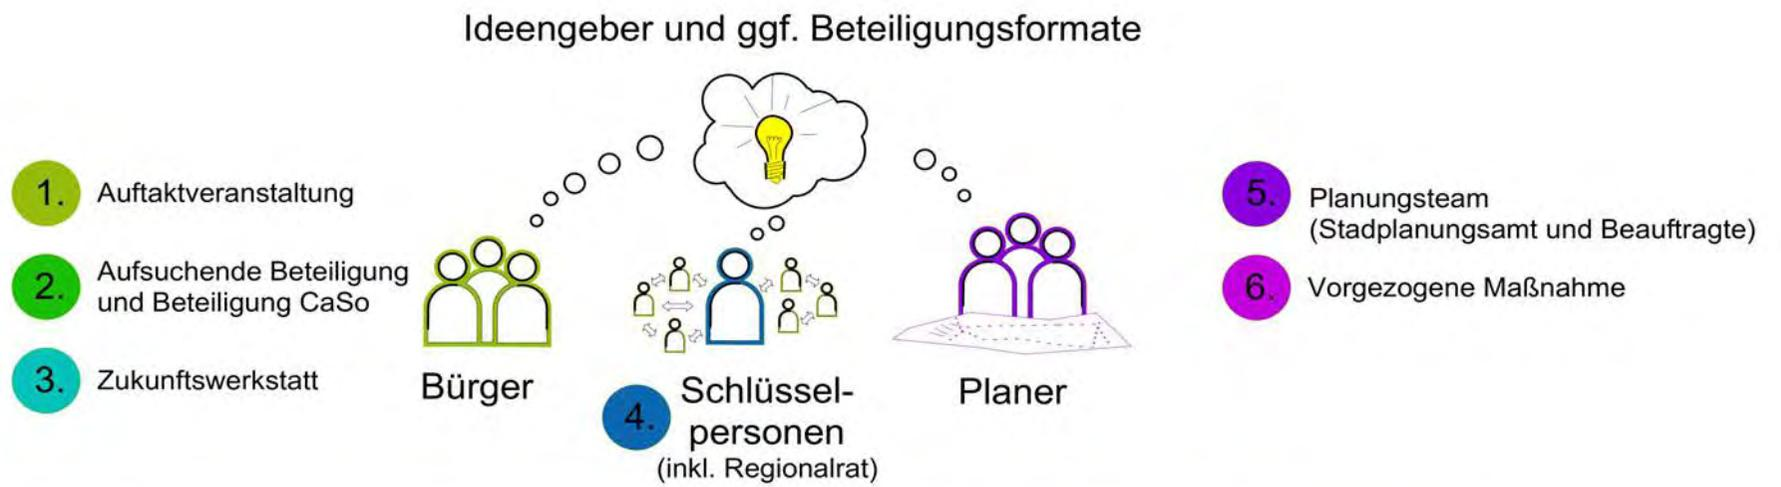 Ideengeber und ggf. Beteiligungsformate
1. Auftaktveranstaltung
2. Aufsuchende Beteiligung
und Beteiligung CaSo
3. Zukunftswerkstatt
Bürger
4. Schlüssel-
personen
(inkl. Regionalrat)
Planer
5. Planungsteam
(Stadplanungsamt und Beauftragte)
6. Vorgezogene Maßnahme